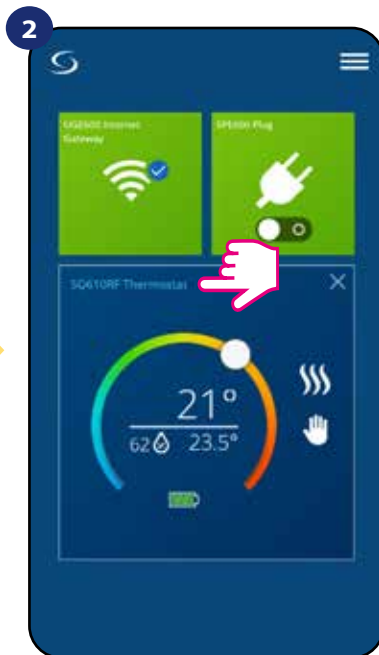 2
UGE600 Internet
Gateway
SPE600 Plug
SQ610RF Thermostat
21°
62 23.5°